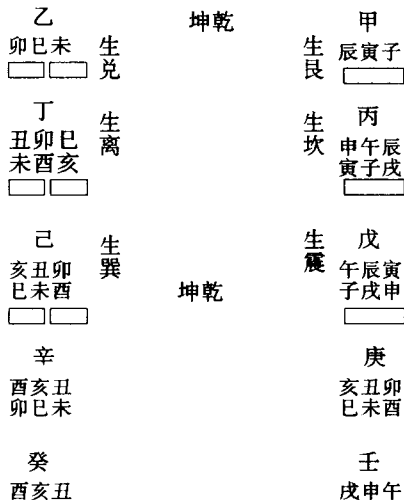 乙 坤乾 甲
卯巳未 生兑 生艮 辰寅子
丁 丙
丑卯巳 生离 生坎 申午辰
未酉亥 寅子戌
己 戊
亥丑卯 生巽 生震 午辰寅
巳未酉 坤乾 子戌申
辛 庚
酉亥丑 亥丑卯
卯巳未 巳未酉
癸 壬
酉亥丑 戌申午